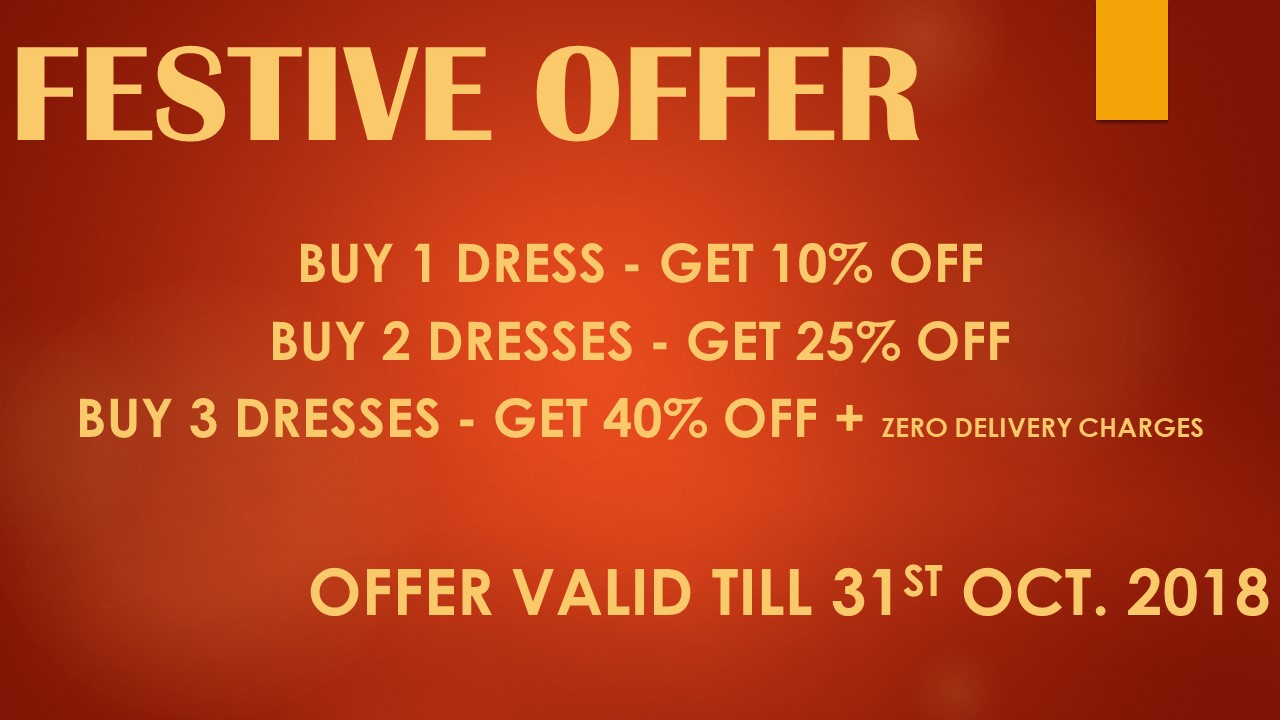 FESTIVE OFFER
BUY 1 DRESS - GET 10% OFF
BUY 2 DRESSES - GET 25% OFF
BUY 3 DRESSES - GET 40% OFF + ZERO DELIVERY CHARGES
OFFER VALID TILL 31ST OCT. 2018